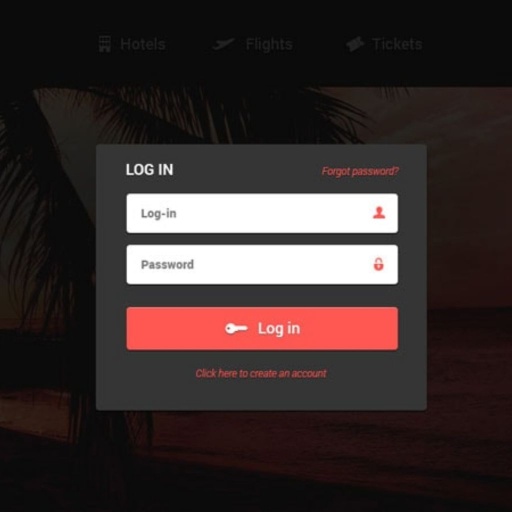 Hotels Flights Tickets
LOG IN Forgot password?
Log-in
Password
Log in
Click here to create an account